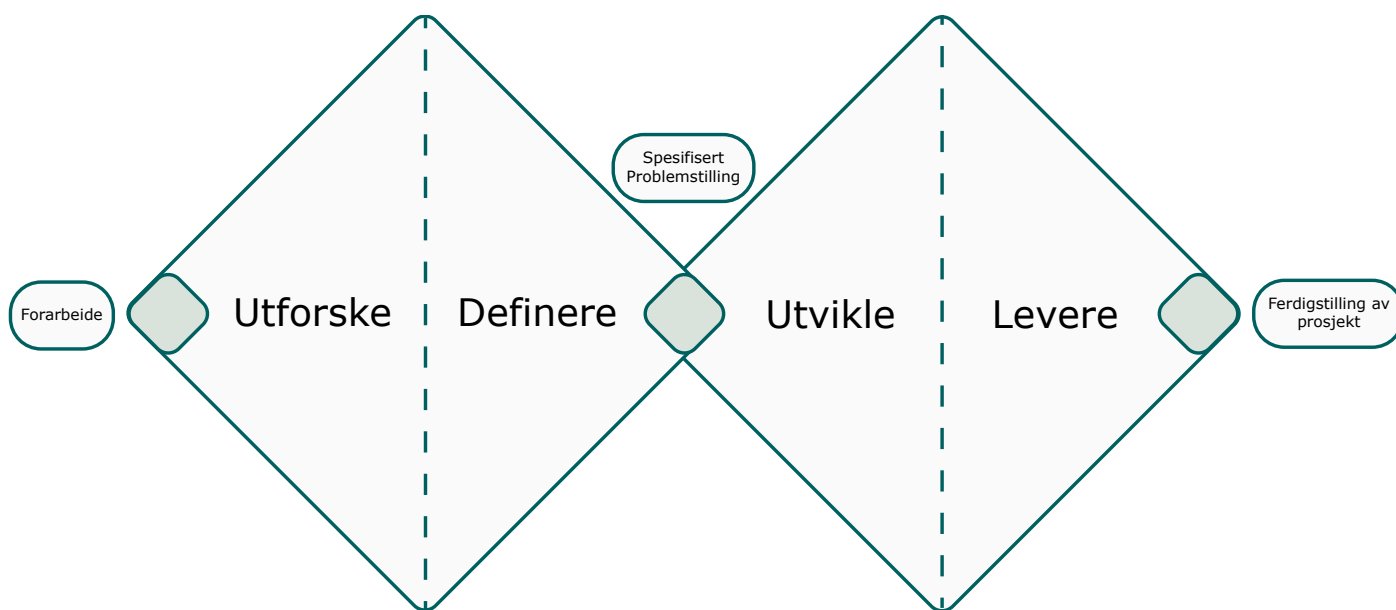 Spesifisert
Problemstilling
Forarbeide
Utforske
Definere
Utvikle
Levere
Ferdigstilling av
prosjekt